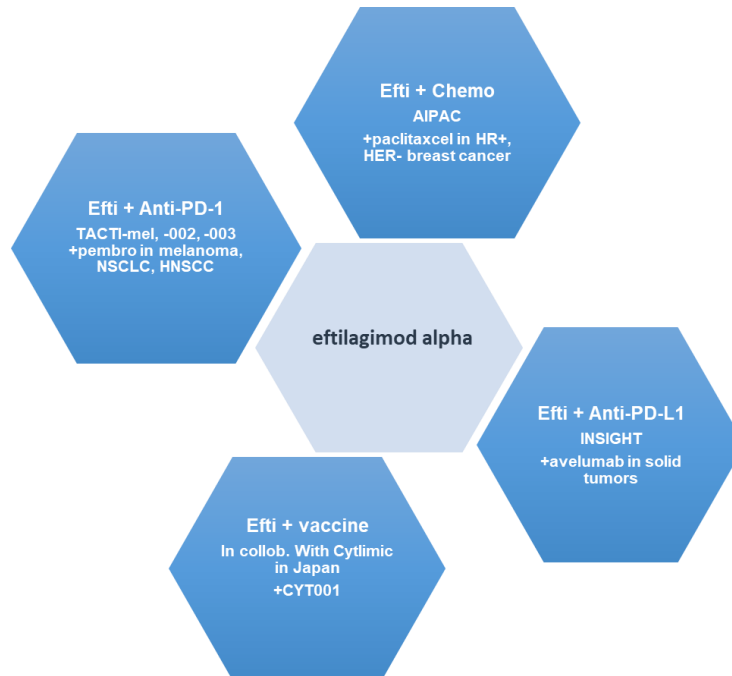 Efti + Chemo
AIPAC
+paclitaxcel in HR+,
HER- breast cancer
Efti + Anti-PD-1
TACTI-mel, -002, -003
+pembro in melanoma,
NSCLC, HNSCC
eftilagimod alpha
Efti + Anti-PD-L1
INSIGHT
+avelumab in solid
tumors
Efti + vaccine
In collob. With Cytlimic
in Japan
+CYT001